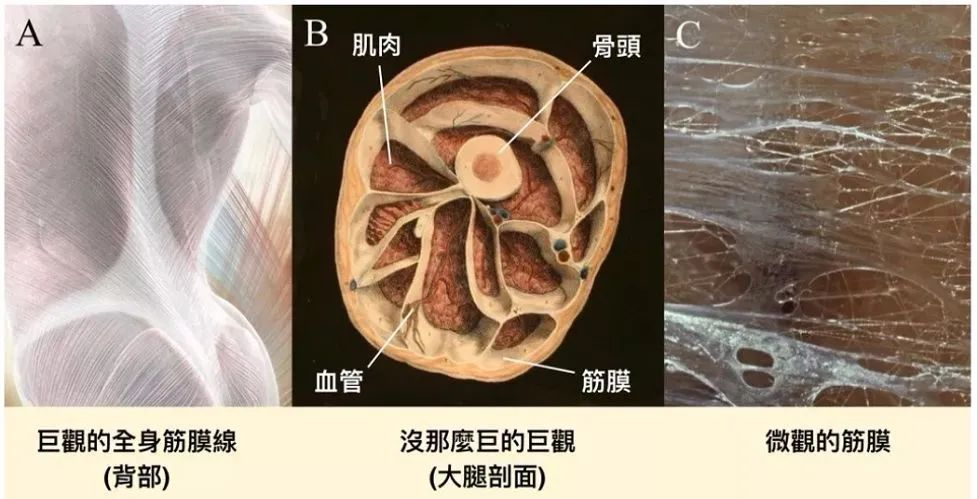 A
B
C
肌肉
骨頭
血管
筋膜
巨觀的全身筋膜線
(背部)
沒那麼巨的巨觀
(大腿剖面)
微觀的筋膜